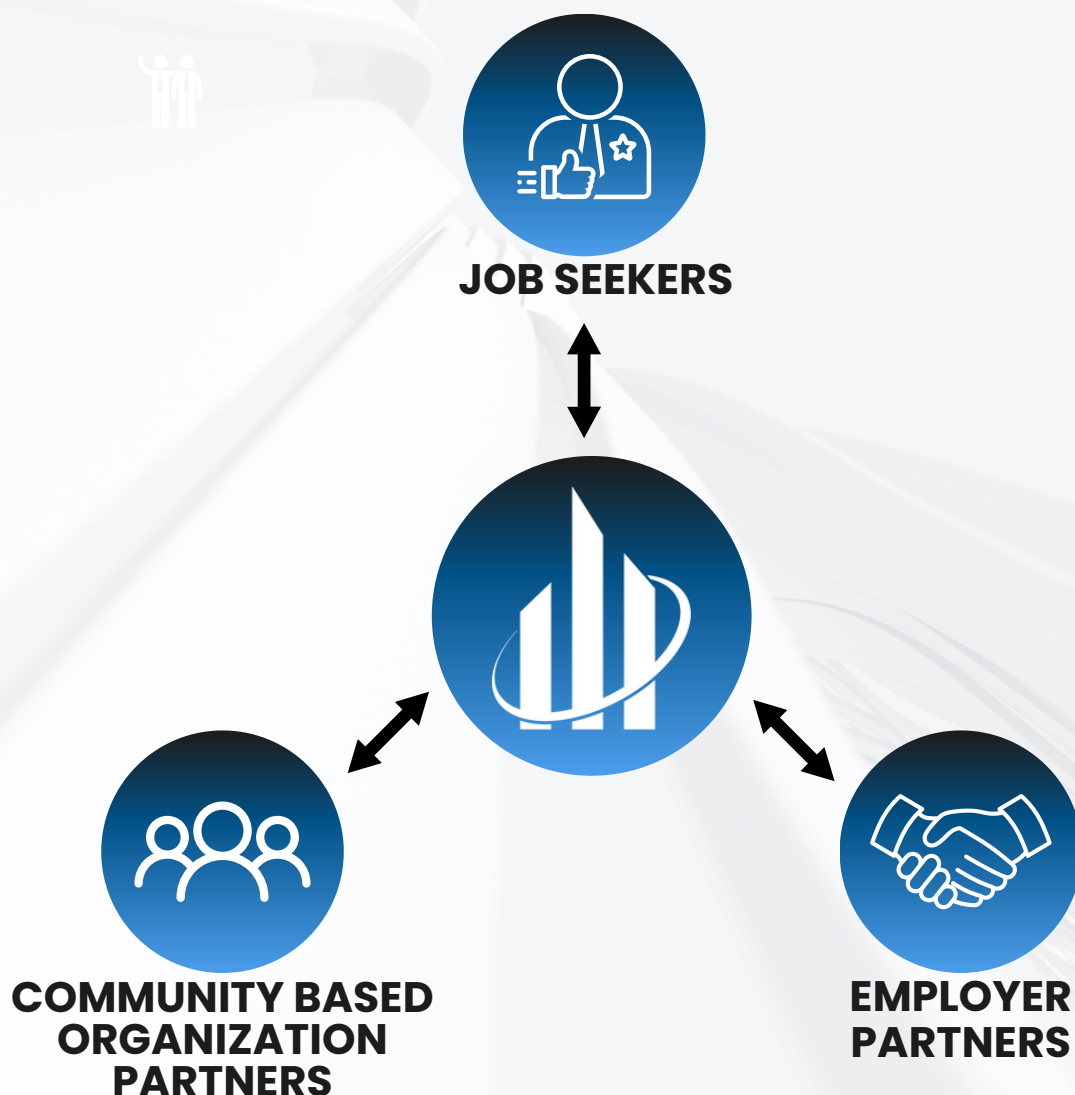 JOB SEEKERS
COMMUNITY BASED
ORGANIZATION
PARTNERS
EMPLOYER
PARTNERS